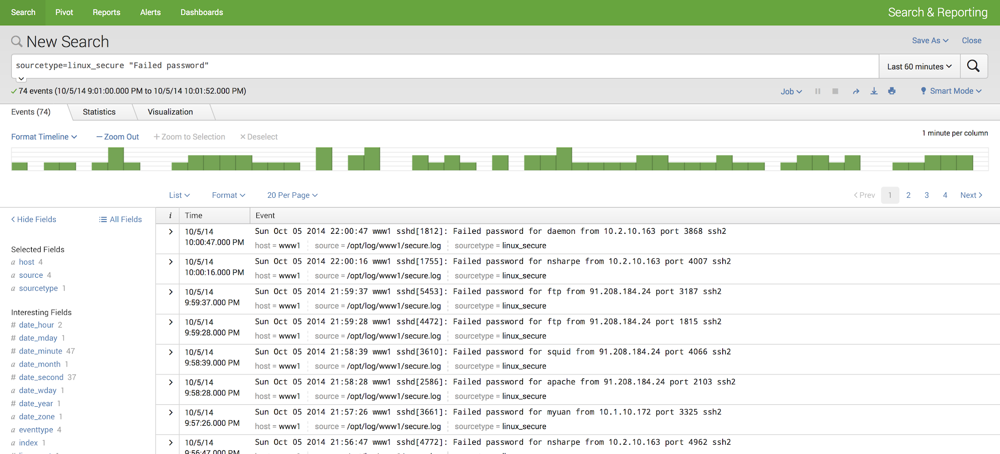 Search Pivot Reports Alerts Dashboards Search & Reporting
New Search Save As Close
sourcetype=linux_secure "Failed password" Last 60 minutes
74 events (10/5/14 9:01:00.000 PM to 10/5/14 10:01:52.000 PM) Job Smart Mode
Events (74) Statistics Visualization
Format Timeline — Zoom Out + Zoom to Selection × Deselect 1 minute per column
List Format 20 Per Page < Prev 1 2 3 4 Next >
< Hide Fields All Fields
Selected Fields
a host 4
a source 4
a sourcetype 1
Interesting Fields
# date_hour 2
# date_mday 1
# date_minute 47
a date_month 1
# date_second 37
a date_wday 1
# date_year 1
a date_zone 1
a eventtype 4
a index 1
i Time Event
> 10/5/14 10:00:47.000 PM Sun Oct 05 2014 22:00:47 www1 sshd[1812]: Failed password for daemon from 10.2.10.163 port 3868 ssh2
host = www1 source = /opt/log/www1/secure.log sourcetype = linux_secure
> 10/5/14 10:00:16.000 PM Sun Oct 05 2014 22:00:16 www1 sshd[1755]: Failed password for nsharpe from 10.2.10.163 port 4007 ssh2
host = www1 source = /opt/log/www1/secure.log sourcetype = linux_secure
> 10/5/14 9:59:37.000 PM Sun Oct 05 2014 21:59:37 www1 sshd[5453]: Failed password for ftp from 91.208.184.24 port 3187 ssh2
host = www1 source = /opt/log/www1/secure.log sourcetype = linux_secure
> 10/5/14 9:59:28.000 PM Sun Oct 05 2014 21:59:28 www1 sshd[4472]: Failed password for ftp from 91.208.184.24 port 1815 ssh2
host = www1 source = /opt/log/www1/secure.log sourcetype = linux_secure
> 10/5/14 9:58:39.000 PM Sun Oct 05 2014 21:58:39 www1 sshd[3610]: Failed password for squid from 91.208.184.24 port 4066 ssh2
host = www1 source = /opt/log/www1/secure.log sourcetype = linux_secure
> 10/5/14 9:58:28.000 PM Sun Oct 05 2014 21:58:28 www1 sshd[2586]: Failed password for apache from 91.208.184.24 port 2103 ssh2
host = www1 source = /opt/log/www1/secure.log sourcetype = linux_secure
> 10/5/14 9:57:26.000 PM Sun Oct 05 2014 21:57:26 www1 sshd[3661]: Failed password for myuan from 10.1.10.172 port 3325 ssh2
host = www1 source = /opt/log/www1/secure.log sourcetype = linux_secure
> 10/5/14 9:56:47.000 PM Sun Oct 05 2014 21:56:47 www1 sshd[4772]: Failed password for nsharpe from 10.2.10.163 port 4962 ssh2